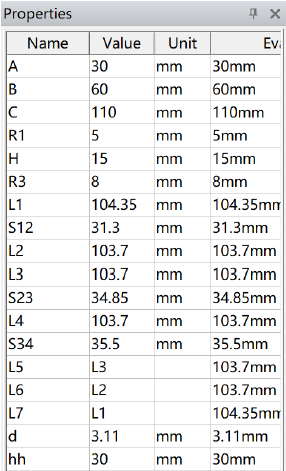 Properties
Name Value Unit Eva
A 30 mm 30mm
B 60 mm 60mm
C 110 mm 110mm
R1 5 mm 5mm
H 15 mm 15mm
R3 8 mm 8mm
L1 104.35 mm 104.35mm
S12 31.3 mm 31.3mm
L2 103.7 mm 103.7mm
L3 103.7 mm 103.7mm
S23 34.85 mm 34.85mm
L4 103.7 mm 103.7mm
S34 35.5 mm 35.5mm
L5 L3 103.7mm
L6 L2 103.7mm
L7 L1 104.35mm
d 3.11 mm 3.11mm
hh 30 mm 30mm